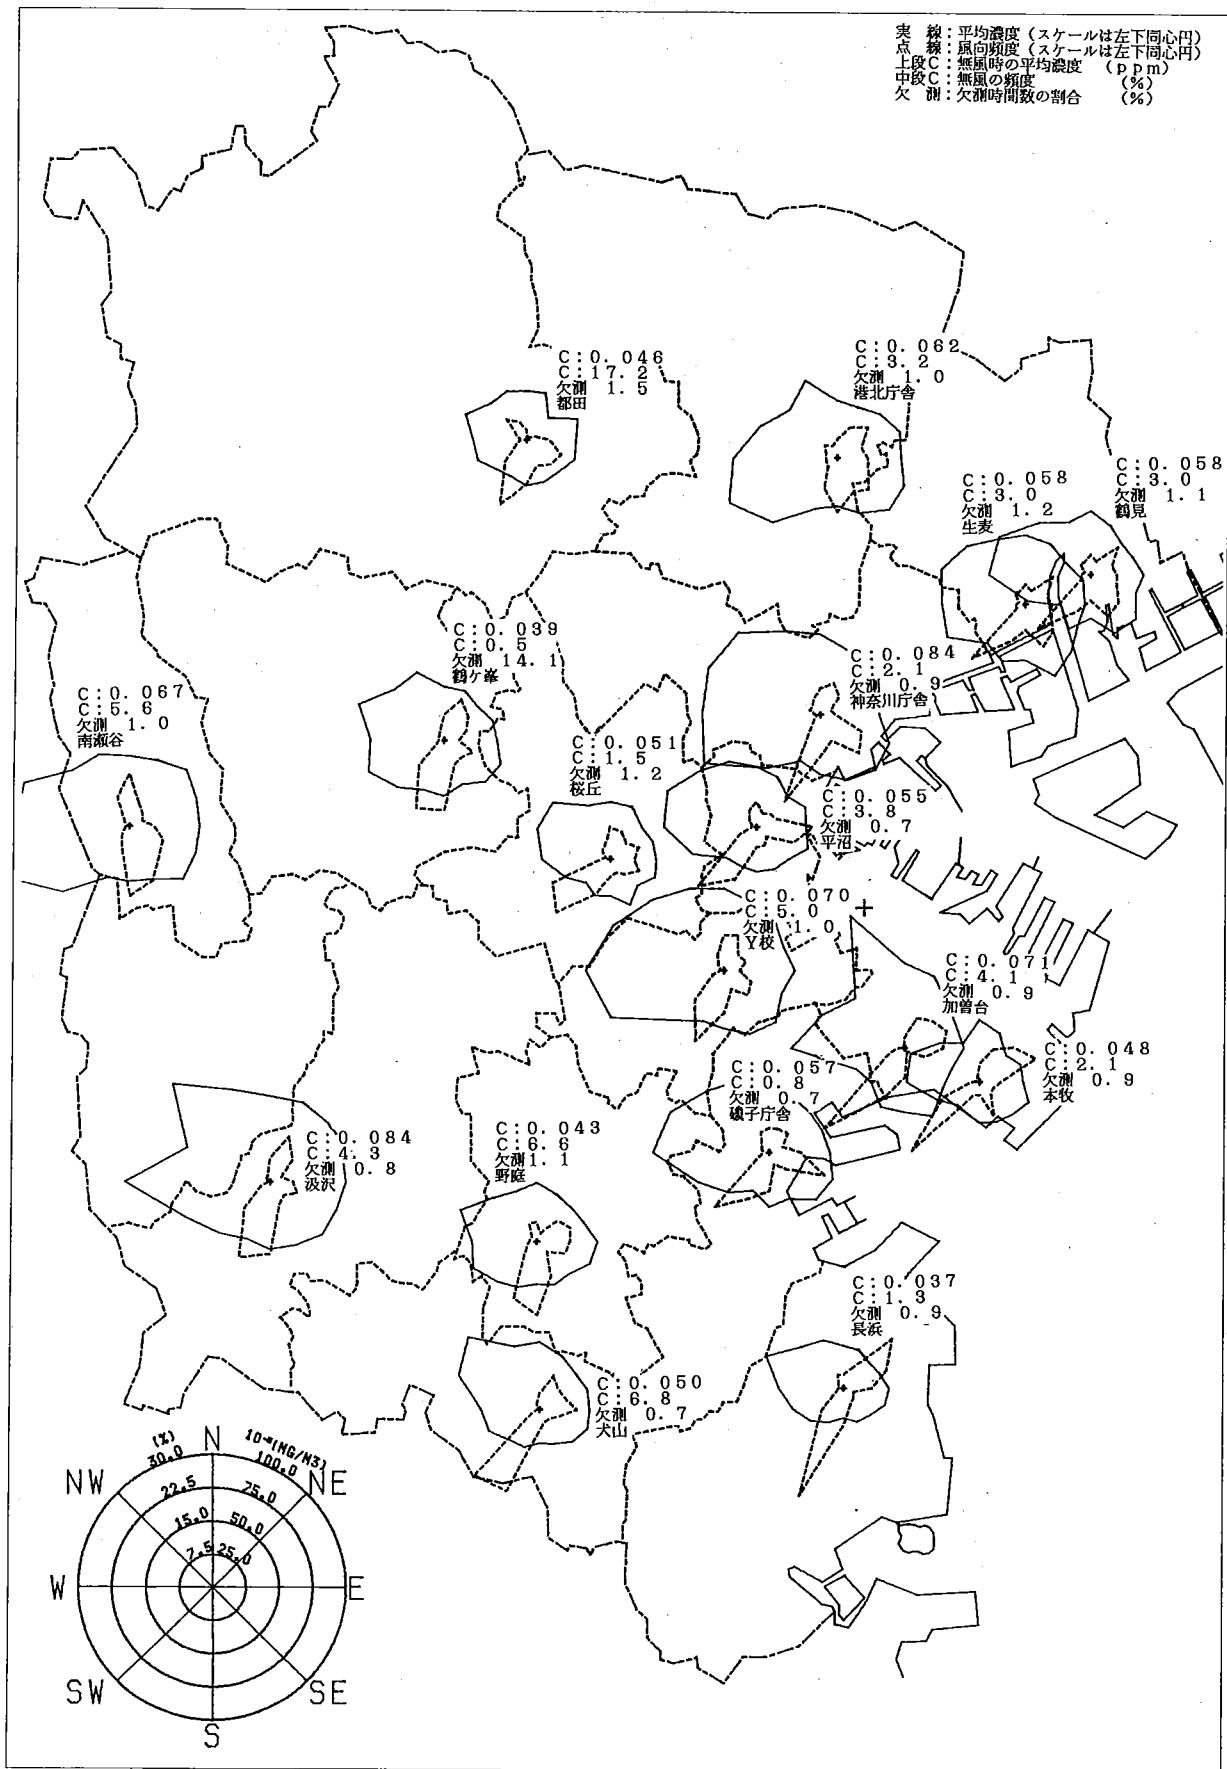 実　線：平均濃度（スケールは左下同心円）
点　線：風向頻度（スケールは左下同心円）
上段C：無風時の平均濃度　（ppm）
中段C：無風の頻度　（%）
欠　測：欠測時間数の割合　（%）
C：0.046
C：17.2
欠測 1.5
都田
C：0.062
C：3.2
欠測 1.0
港北庁舎
C：0.058
C：3.0
欠測 1.1
鶴見
C：0.058
C：3.0
欠測 1.2
生麦
C：0.039
C：0.5
欠測 14.1
鶴ケ峯
C：0.084
C：2.1
欠測 0.9
神奈川庁舎
C：0.067
C：5.6
欠測 1.0
南瀬谷
C：0.051
C：1.5
欠測 1.2
桜丘
C：0.055
C：3.8
欠測 0.7
平沼
C：0.070
C：5.0
欠測 1.0
Y校
C：0.071
C：4.1
欠測 0.9
加曽台
C：0.048
C：2.1
欠測 0.9
本牧
C：0.057
C：0.8
欠測 0.7
磯子庁舎
C：0.084
C：4.3
欠測 0.8
汲沢
C：0.043
C：6.6
欠測 1.1
野庭
C：0.037
C：1.3
欠測 0.9
長浜
C：0.050
C：6.8
欠測 0.7
犬山
(%)
N
(MG/M3)
30.0
100.0
NW
NE
22.5
75.0
15.0
50.0
7.5
25.0
W
E
SW
SE
S